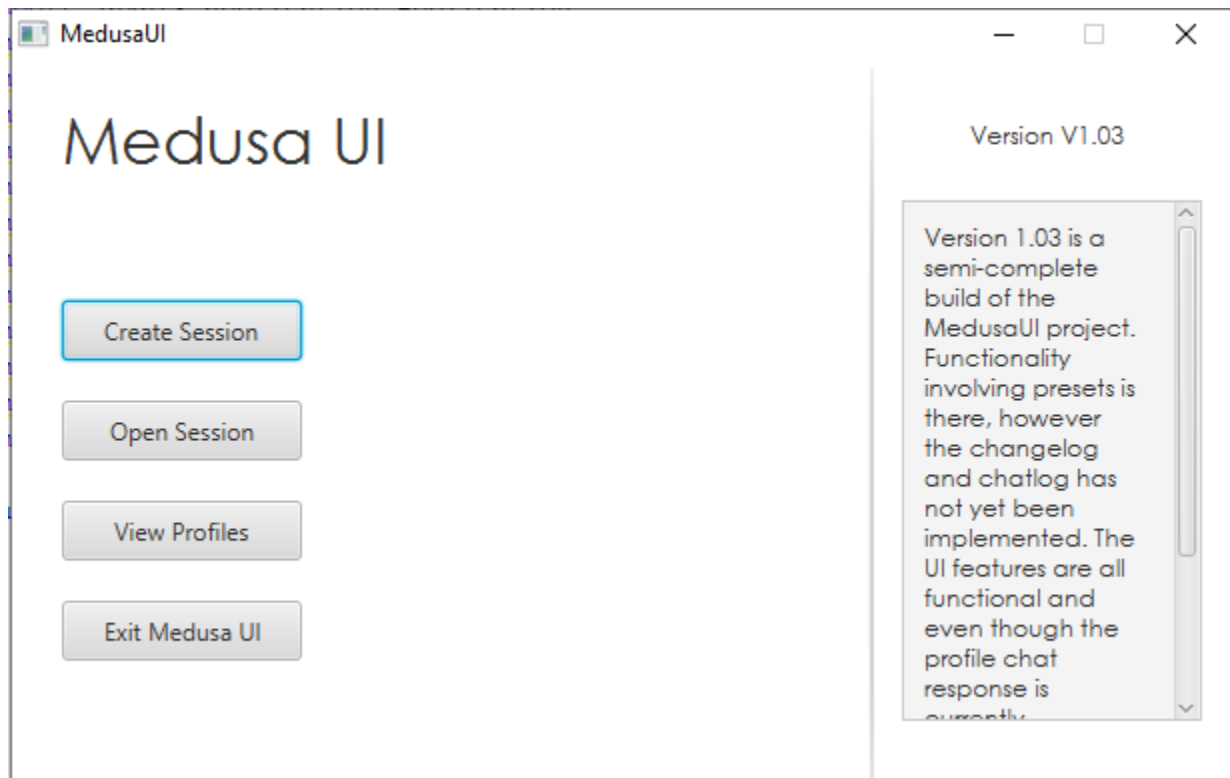 MedusaUI
Medusa UI
Create Session
Open Session
View Profiles
Exit Medusa UI
Version V1.03
Version 1.03 is a
semi-complete
build of the
MedusaUI project.
Functionality
involving presets is
there, however
the changelog
and chatlog has
not yet been
implemented. The
UI features are all
functional and
even though the
profile chat
response is
currently